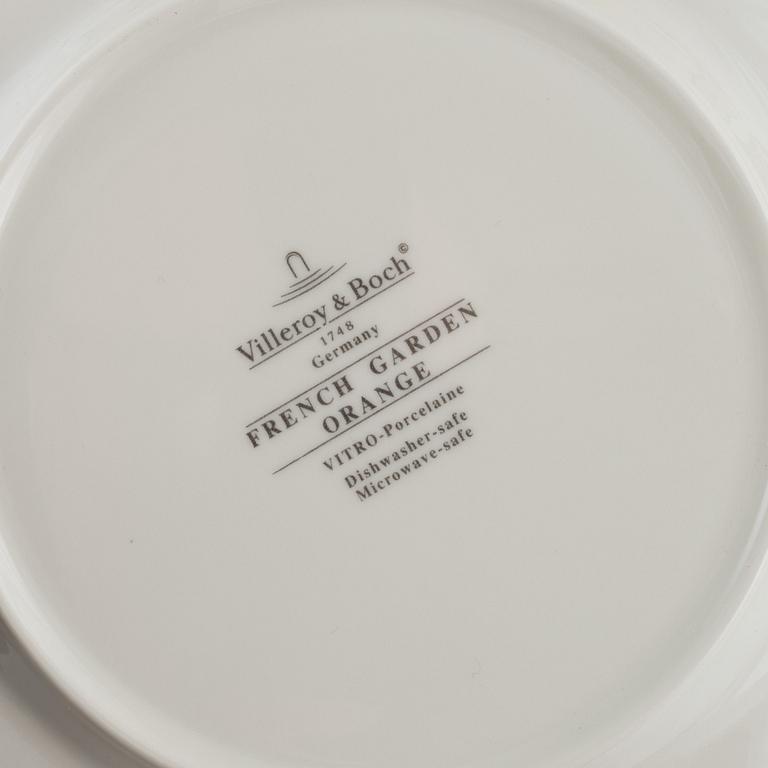 Villeroy & Boch©
1748
Germany
FRENCH GARDEN
ORANGE
VITRO-Porcelaine
Dishwasher-safe
Microwave-safe